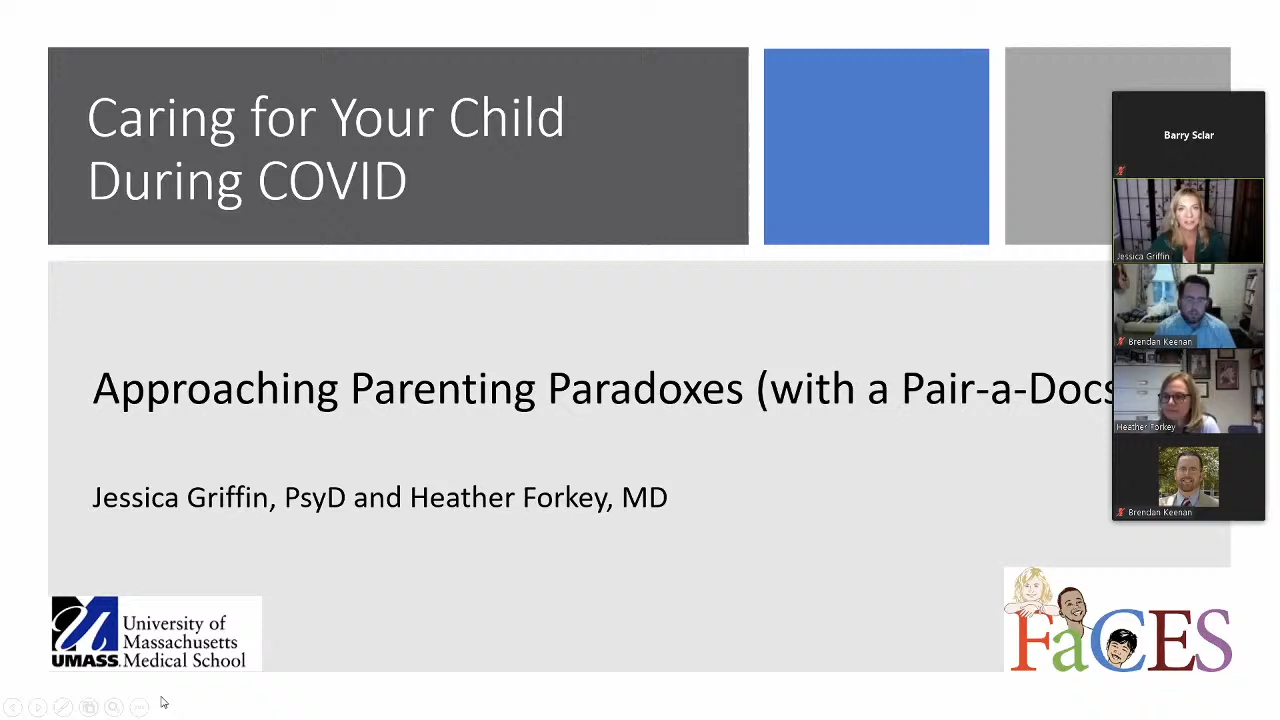 Caring for Your Child
During COVID
Approaching Parenting Paradoxes (with a Pair-a-Docs
Jessica Griffin, PsyD and Heather Forkey, MD
Barry Sclar
Jessica Griffin
Brendan Keenan
Heather Forkey
Brendan Keenan
UMASS
University of
Massachusetts
Medical School
FaCES